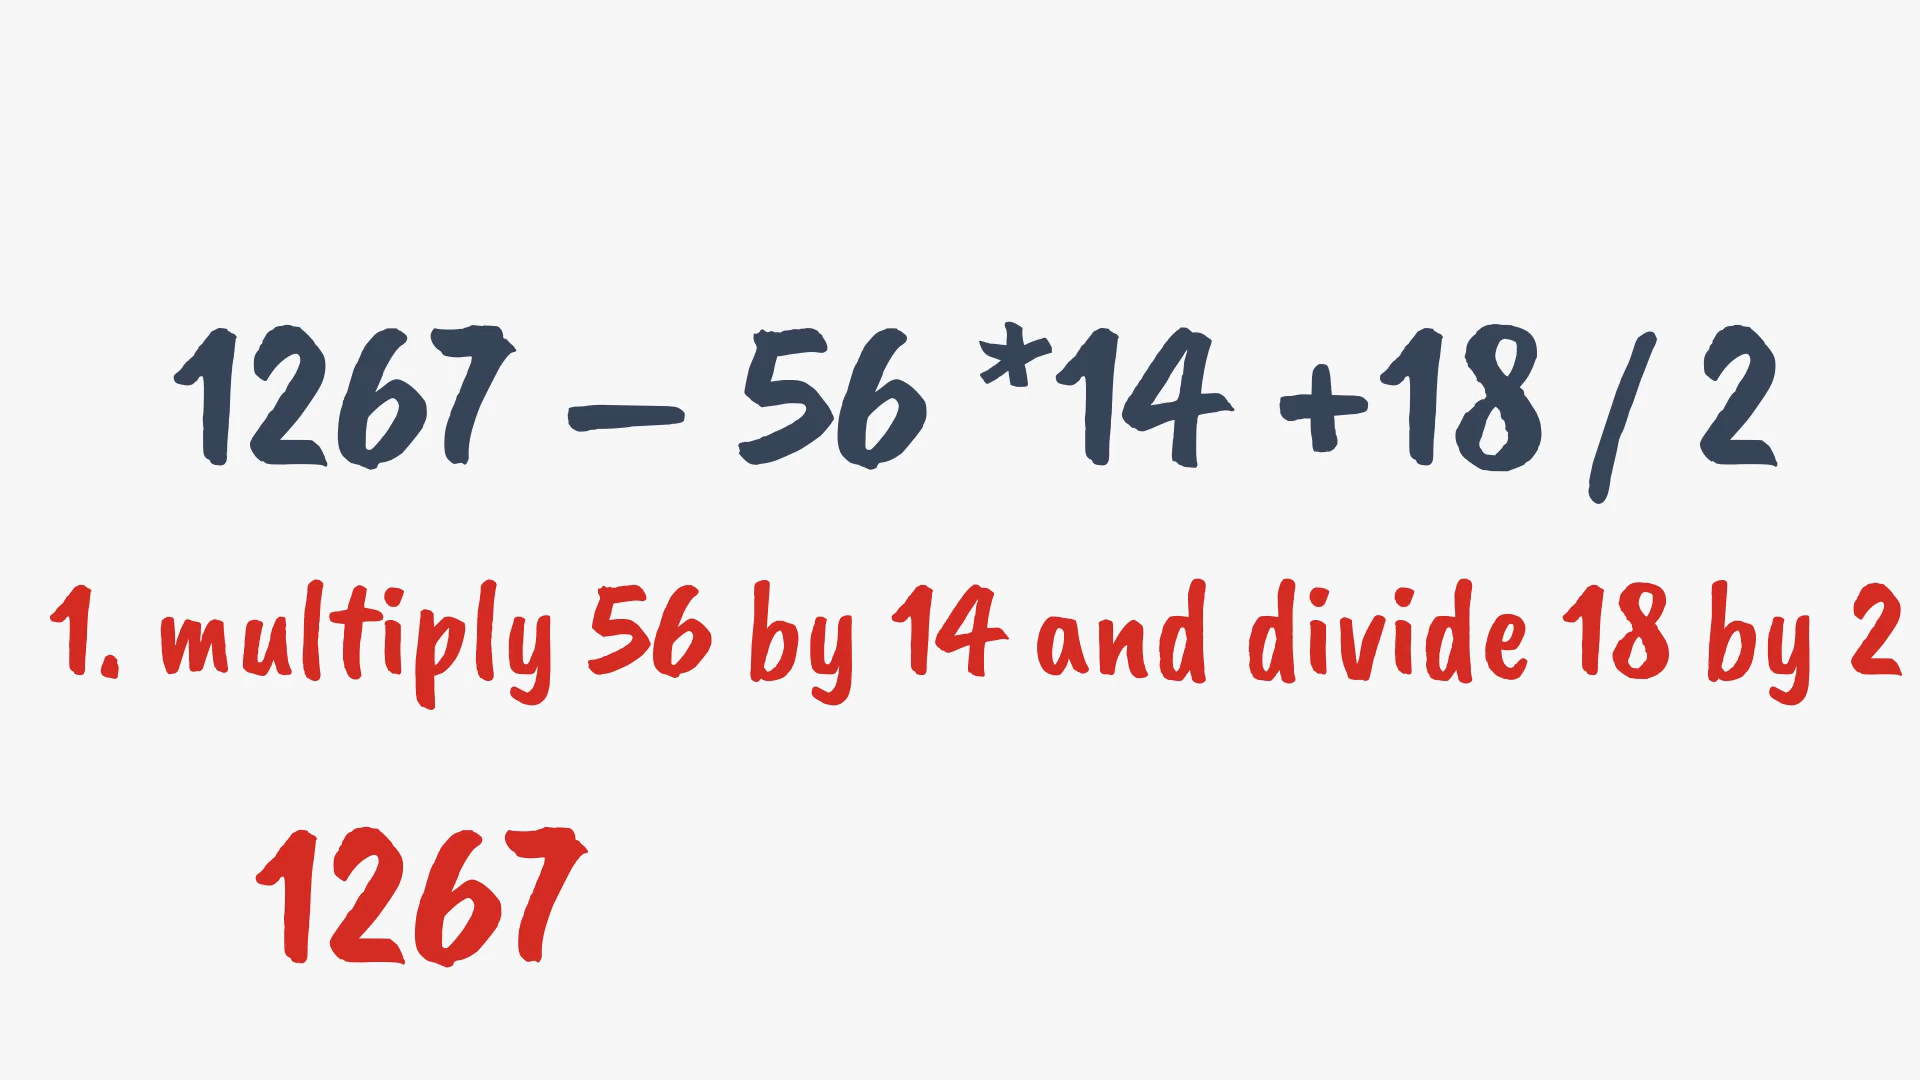 1267 – 56 *14 +18 / 2
1. multiply 56 by 14 and divide 18 by 2
1267